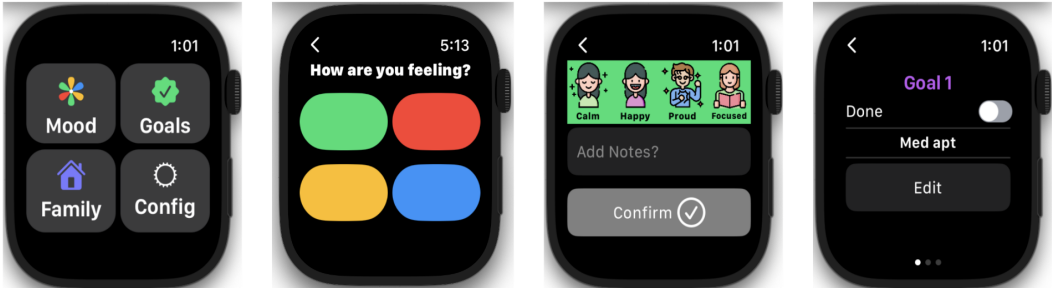 1:01
Mood Goals
Family Config
5:13
How are you feeling?
1:01
Calm Happy Proud Focused
Add Notes?
Confirm
1:01
Goal 1
Done
Med apt
Edit